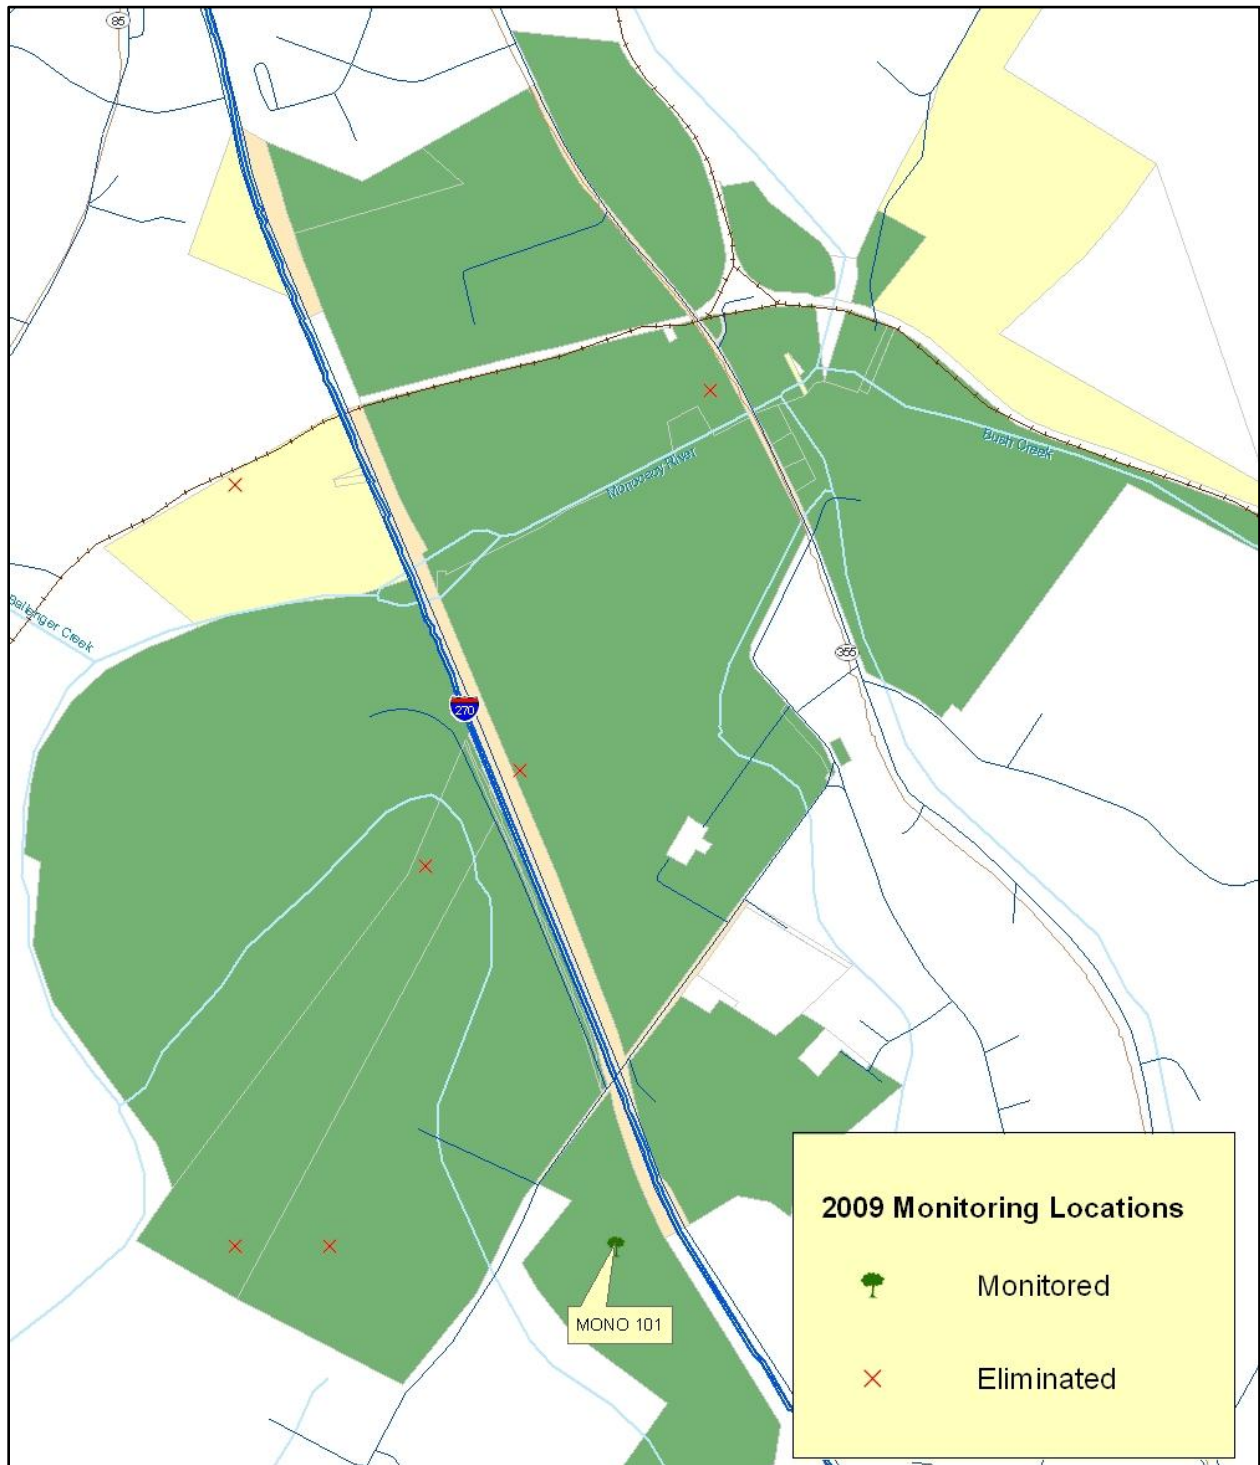 85
Bush Creek
Monocacy River
Ballenger Creek
355
270
2009 Monitoring Locations
Monitored
MONO 101
Eliminated